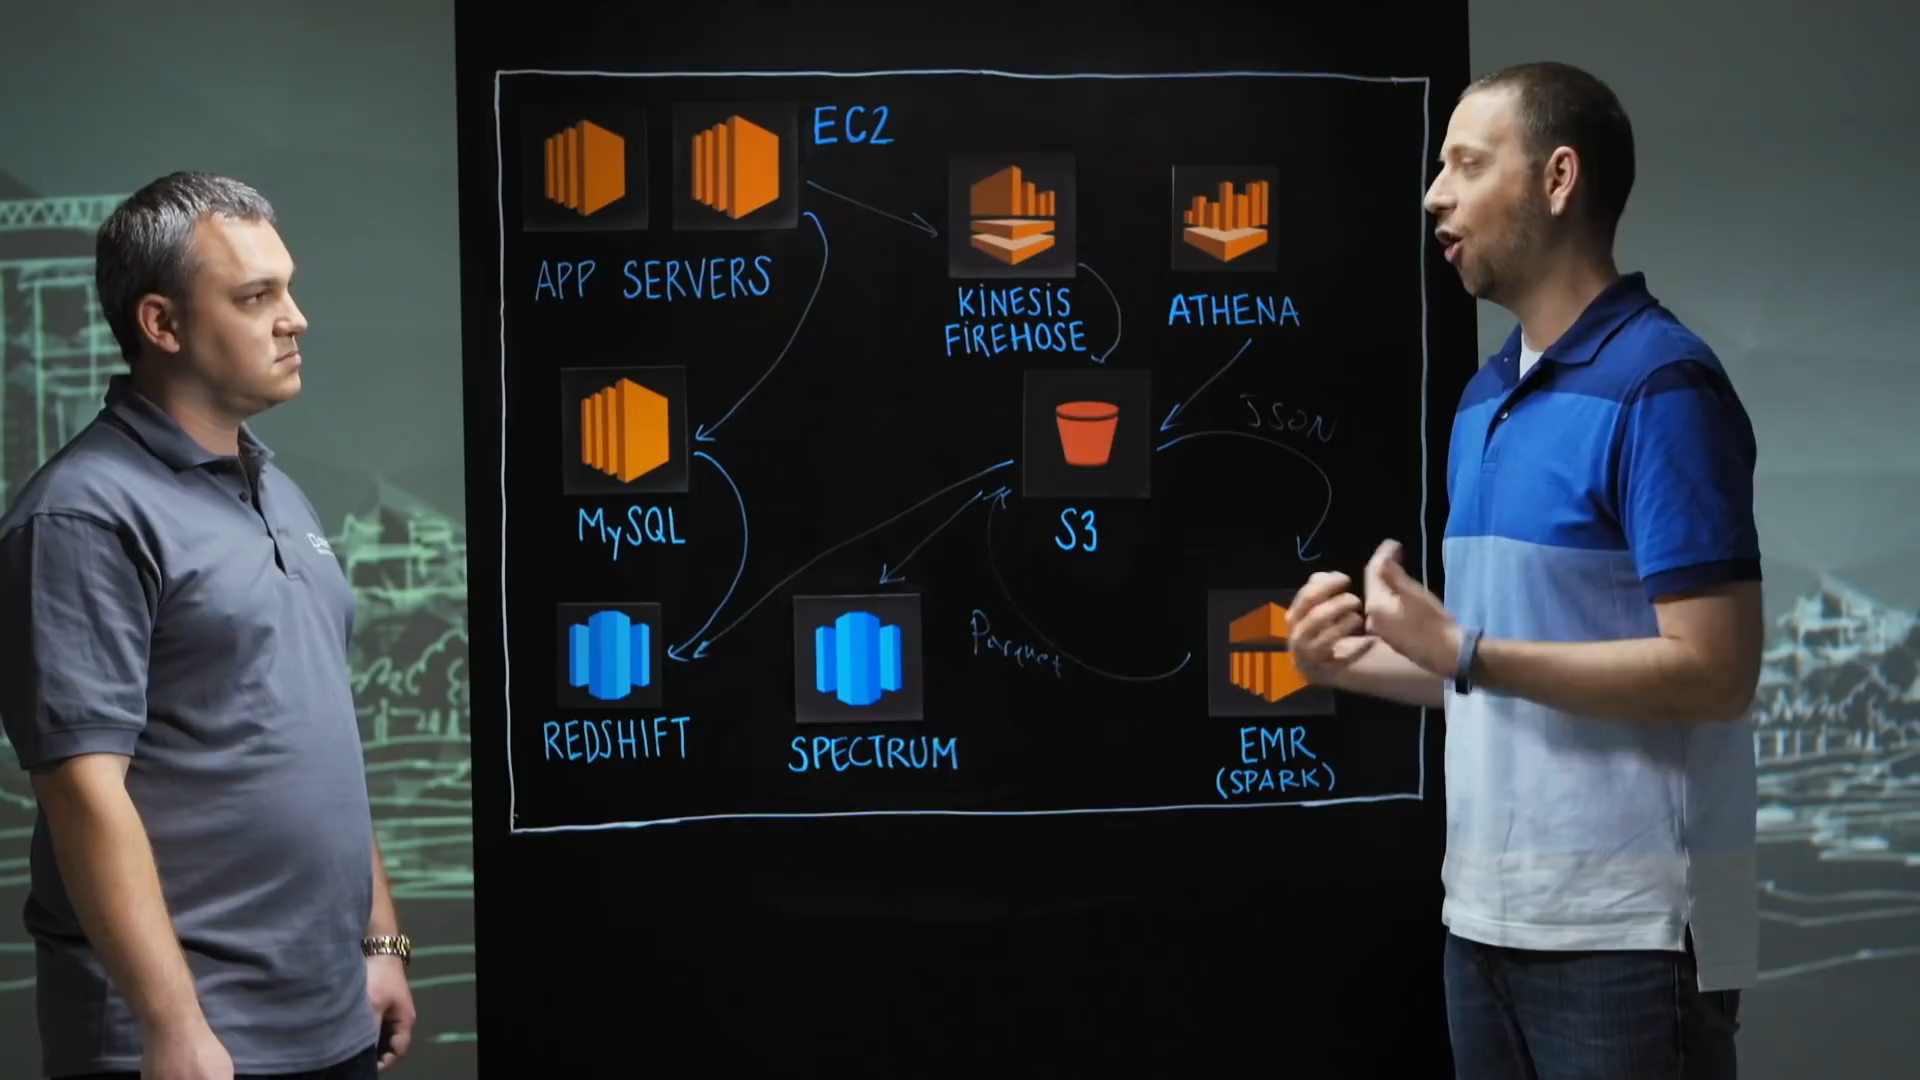 EC2
APP SERVERS
KINESIS
FIREHOSE
ATHENA
JSON
MySQL
S3
Parquet
REDSHIFT
SPECTRUM
EMR
(SPARK)